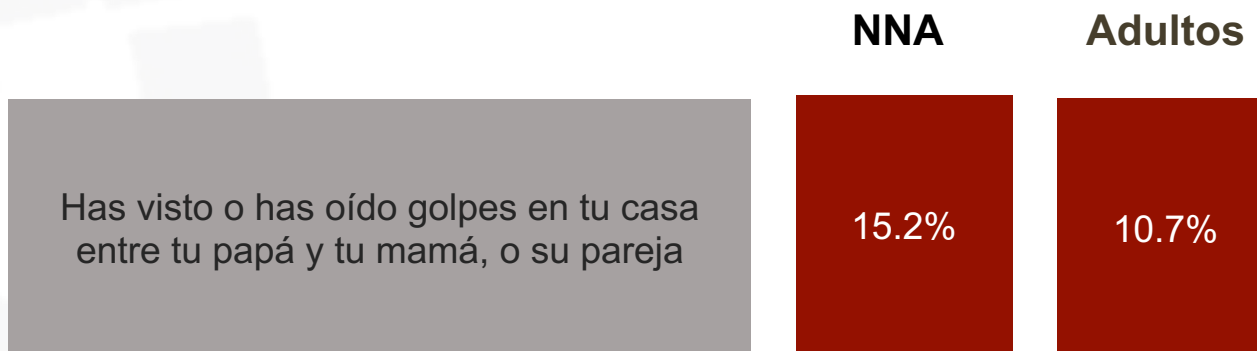 NNA Adultos
Has visto o has oído golpes en tu casa
entre tu papá y tu mamá, o su pareja
15.2% 10.7%